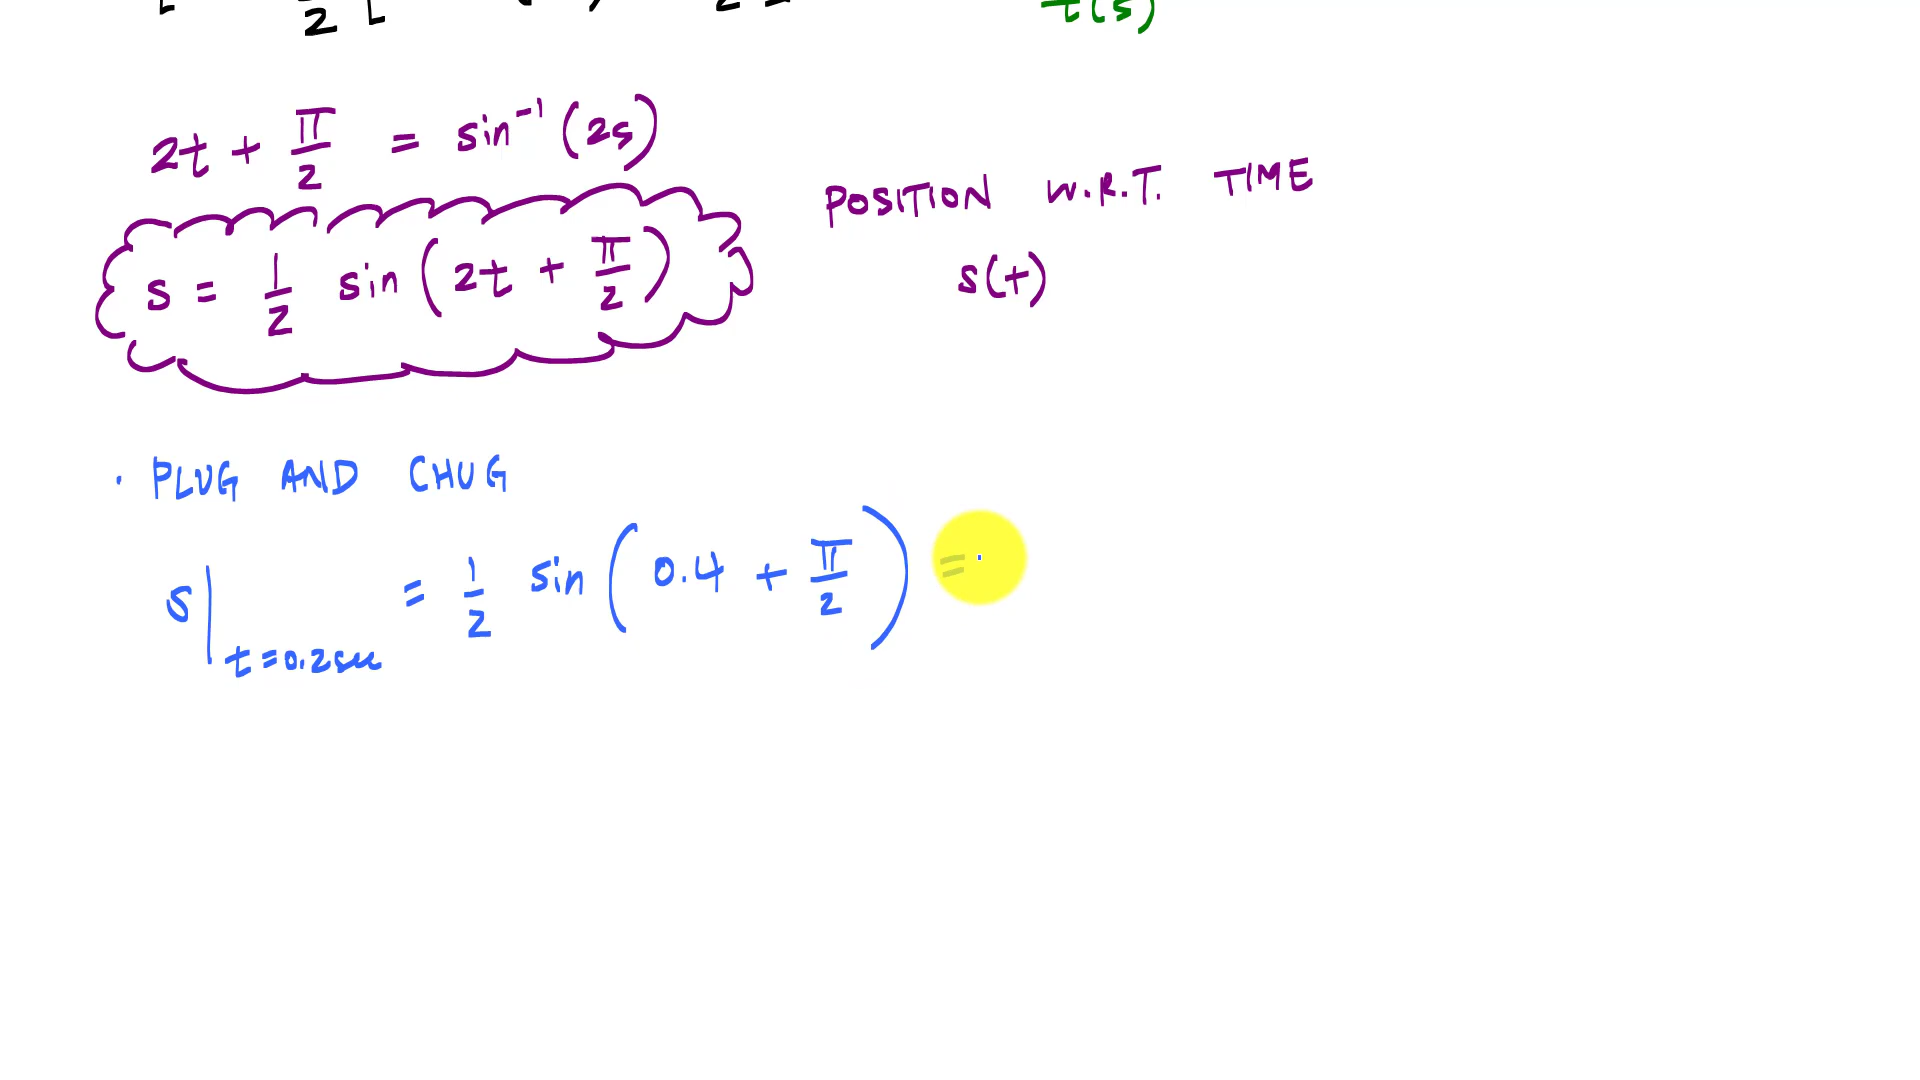 t(s)
2t + π/2 = sin⁻¹(2s)
POSITION W.R.T. TIME
s = 1/2 sin(2t + π/2)
s(t)
· PLUG AND CHUG
s|t=0.2sec = 1/2 sin(0.4 + π/2) =